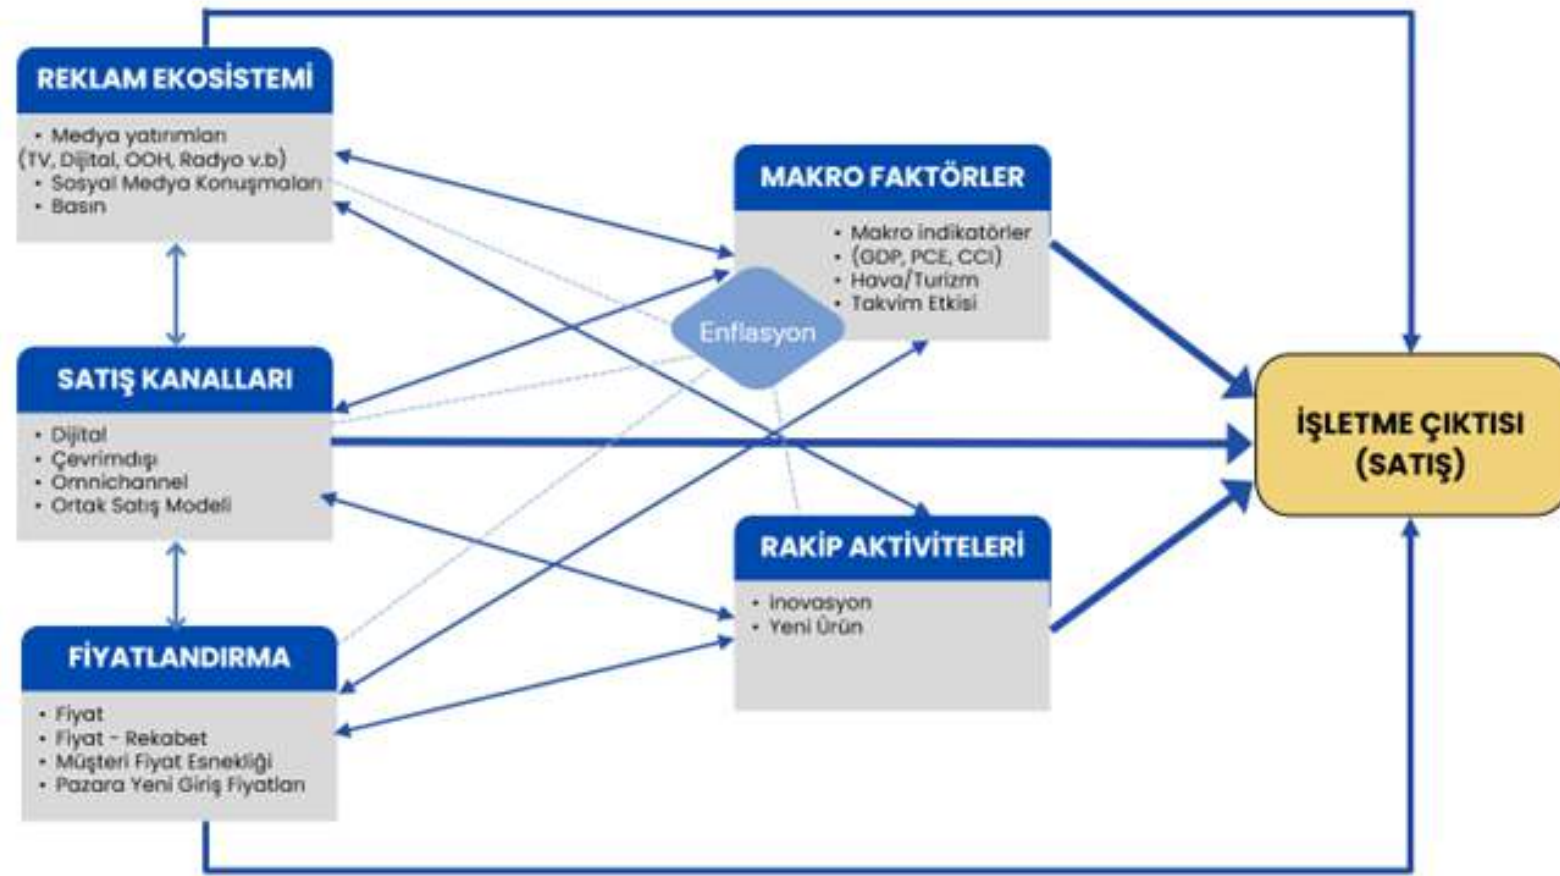 REKLAM EKOSİSTEMİ
• Medya yatırımları
(TV, Dijital, OOH, Radyo v.b)
• Sosyal Medya Konuşmaları
• Basın
SATIŞ KANALLARI
• Dijital
• Çevrimdışı
• Omnichannel
• Ortak Satış Modeli
FİYATLANDIRMA
• Fiyat
• Fiyat - Rekabet
• Müşteri Fiyat Esnekliği
• Pazara Yeni Giriş Fiyatları
MAKRO FAKTÖRLER
• Makro indikatörler
• (GDP, PCE, CCI)
• Hava/Turizm
• Takvim Etkisi
Enflasyon
RAKİP AKTİVİTELERİ
• İnovasyon
• Yeni Ürün
İŞLETME ÇIKTISI
(SATIŞ)